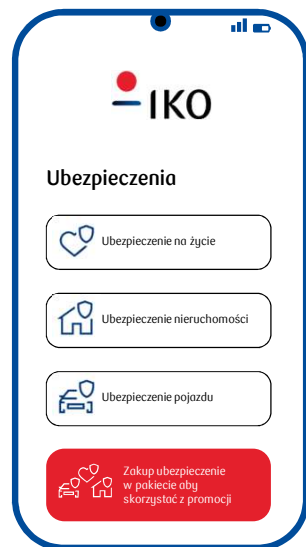 IKO
Ubezpieczenia
Ubezpieczenie na życie
Ubezpieczenie nieruchomości
Ubezpieczenie pojazdu
Zakup ubezpieczenie
w pakiecie aby
skorzystać z promocji